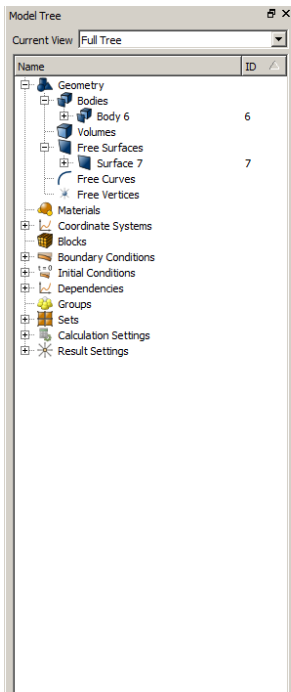 Model Tree
Current View Full Tree
Name ID
Geometry
Bodies
Body 6 6
Volumes
Free Surfaces
Surface 7 7
Free Curves
Free Vertices
Materials
Coordinate Systems
Blocks
Boundary Conditions
t=0 Initial Conditions
Dependencies
Groups
Sets
Calculation Settings
Result Settings